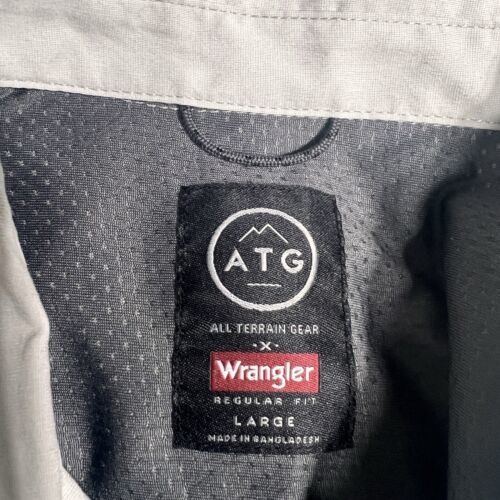 ATG
ALL TERRAIN GEAR
-X-
Wrangler
REGULAR FIT
LARGE
MADE IN BANGLADESH